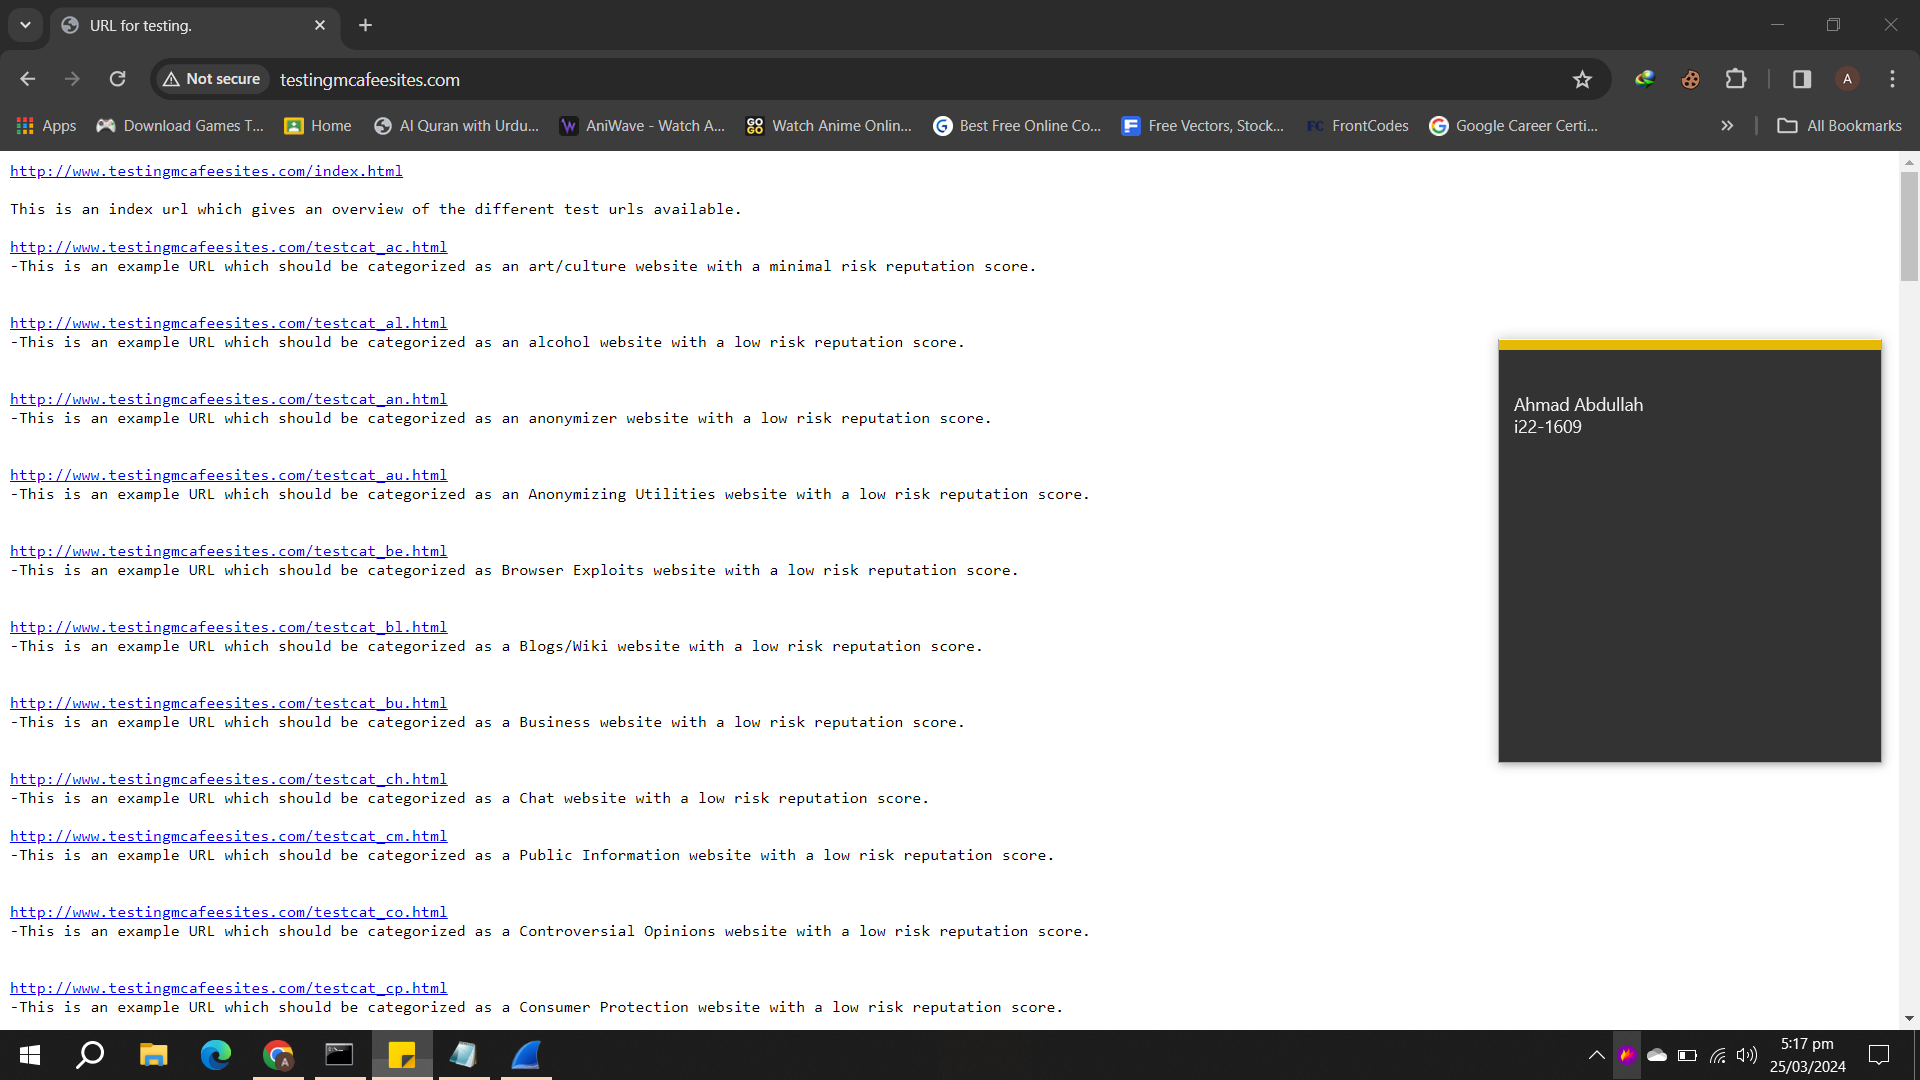 URL for testing.
Not secure
testingmcafeesites.com
A
Apps
Download Games T...
Home
Al Quran with Urdu...
AniWave - Watch A...
Watch Anime Onlin...
Best Free Online Co...
Free Vectors, Stock...
FrontCodes
Google Career Certi...
All Bookmarks
http://www.testingmcafeesites.com/index.html
This is an index url which gives an overview of the different test urls available.
http://www.testingmcafeesites.com/testcat_ac.html
-This is an example URL which should be categorized as an art/culture website with a minimal risk reputation score.
http://www.testingmcafeesites.com/testcat_al.html
-This is an example URL which should be categorized as an alcohol website with a low risk reputation score.
http://www.testingmcafeesites.com/testcat_an.html
-This is an example URL which should be categorized as an anonymizer website with a low risk reputation score.
http://www.testingmcafeesites.com/testcat_au.html
-This is an example URL which should be categorized as an Anonymizing Utilities website with a low risk reputation score.
http://www.testingmcafeesites.com/testcat_be.html
-This is an example URL which should be categorized as Browser Exploits website with a low risk reputation score.
http://www.testingmcafeesites.com/testcat_bl.html
-This is an example URL which should be categorized as a Blogs/Wiki website with a low risk reputation score.
http://www.testingmcafeesites.com/testcat_bu.html
-This is an example URL which should be categorized as a Business website with a low risk reputation score.
http://www.testingmcafeesites.com/testcat_ch.html
-This is an example URL which should be categorized as a Chat website with a low risk reputation score.
http://www.testingmcafeesites.com/testcat_cm.html
-This is an example URL which should be categorized as a Public Information website with a low risk reputation score.
http://www.testingmcafeesites.com/testcat_co.html
-This is an example URL which should be categorized as a Controversial Opinions website with a low risk reputation score.
http://www.testingmcafeesites.com/testcat_cp.html
-This is an example URL which should be categorized as a Consumer Protection website with a low risk reputation score.
Ahmad Abdullah
i22-1609
5:17 pm
25/03/2024